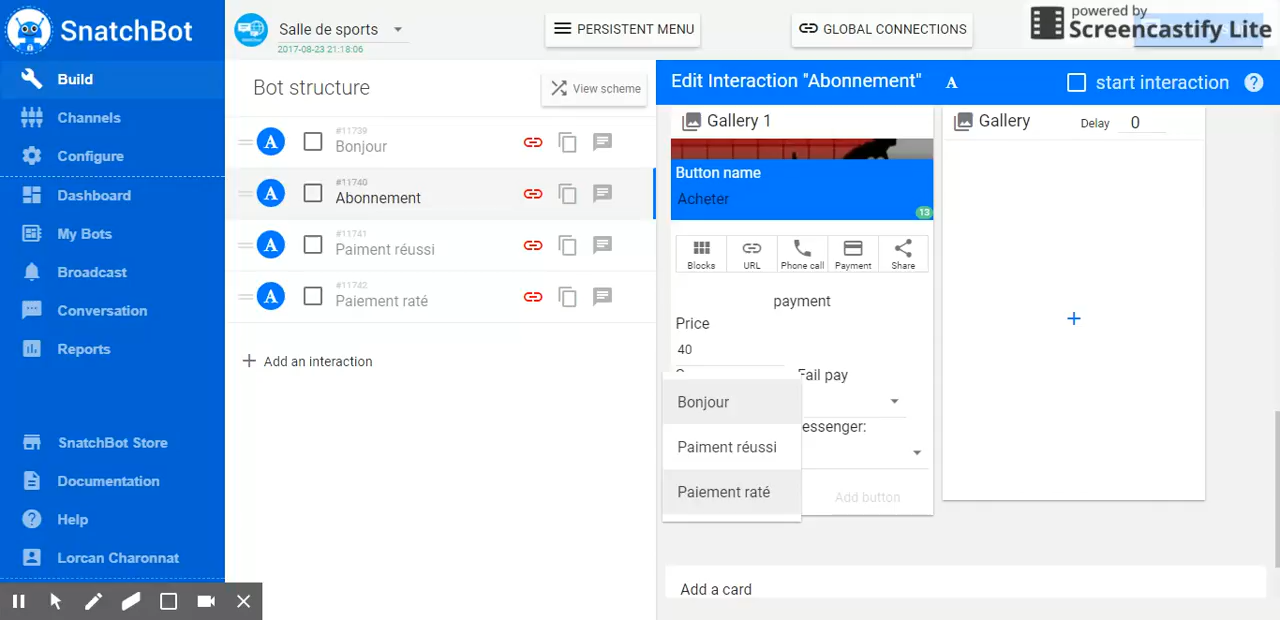 SnatchBot
Salle de sports
2017-08-23 21:18:06
PERSISTENT MENU
GLOBAL CONNECTIONS
powered by
Screencastify Lite
Build
Channels
Configure
Dashboard
My Bots
Broadcast
Conversation
Reports
SnatchBot Store
Documentation
Help
Lorcan Charonnat
Bot structure
View scheme
A
#11739
Bonjour
A
#11740
Abonnement
A
#11741
Paiment réussi
A
#11742
Paiement raté
Add an interaction
Edit Interaction "Abonnement"
A
start interaction
?
Gallery 1
Button name
Acheter
13
Blocks
URL
Phone call
Payment
Share
payment
Price
40
Fail pay
Bonjour
essenger:
Paiment réussi
Paiement raté
Add button
Gallery
Delay
0
+
Add a card